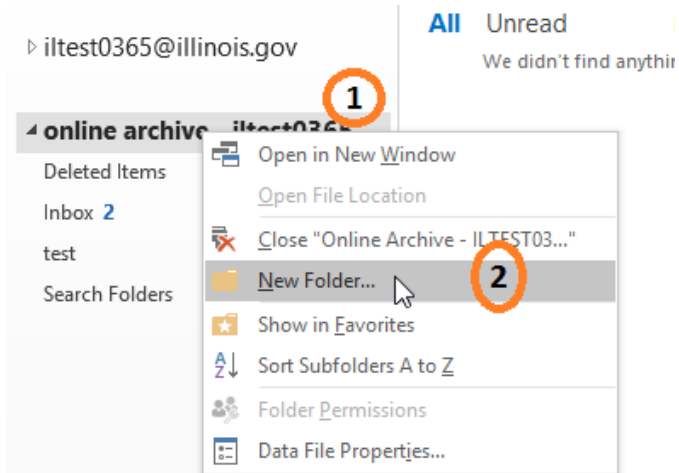 All Unread
iltest0365@illinois.gov
We didn't find anythin
1
online archive - iltest0365
Deleted Items
Inbox 2
test
Search Folders
Open in New Window
Open File Location
Close "Online Archive - ILTEST03..."
New Folder...
2
Show in Favorites
Sort Subfolders A to Z
Folder Permissions
Data File Properties...